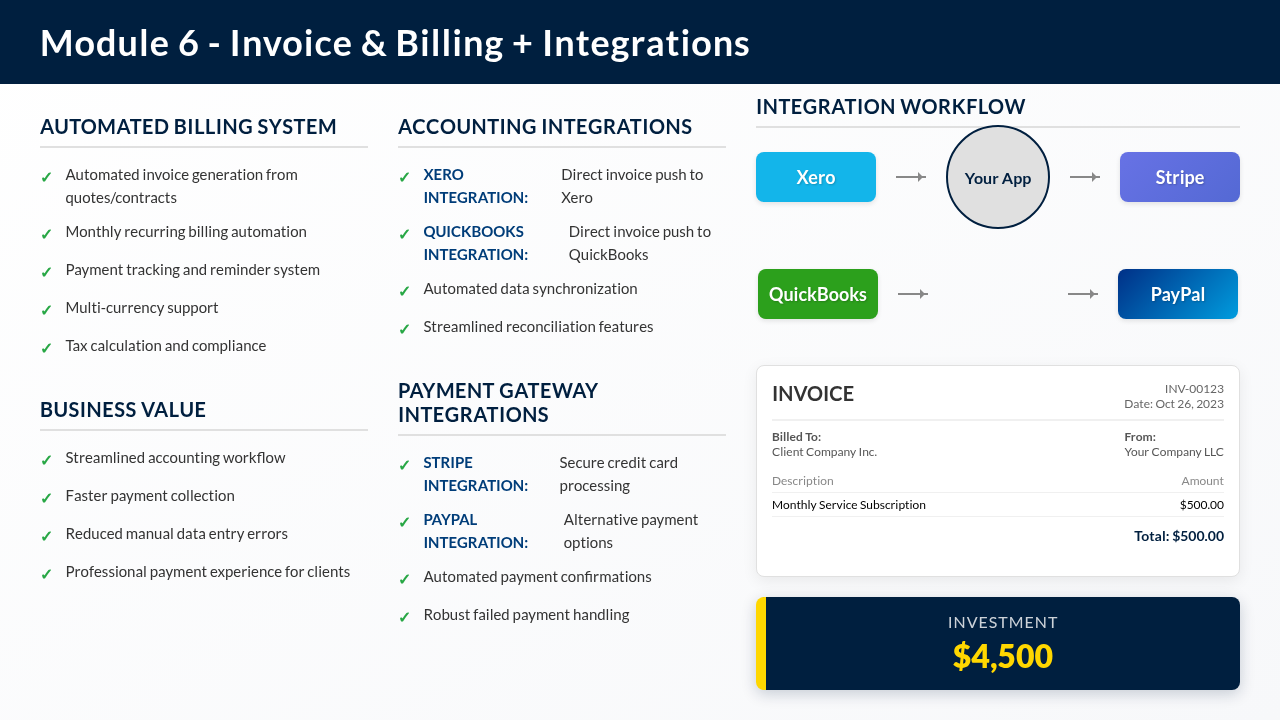 Module 6 - Invoice & Billing + Integrations
AUTOMATED BILLING SYSTEM
✓ Automated invoice generation from
quotes/contracts
✓ Monthly recurring billing automation
✓ Payment tracking and reminder system
✓ Multi-currency support
✓ Tax calculation and compliance
BUSINESS VALUE
✓ Streamlined accounting workflow
✓ Faster payment collection
✓ Reduced manual data entry errors
✓ Professional payment experience for clients
ACCOUNTING INTEGRATIONS
✓ XERO Direct invoice push to
INTEGRATION: Xero
✓ QUICKBOOKS Direct invoice push to
INTEGRATION: QuickBooks
✓ Automated data synchronization
✓ Streamlined reconciliation features
PAYMENT GATEWAY
INTEGRATIONS
✓ STRIPE Secure credit card
INTEGRATION: processing
✓ PAYPAL Alternative payment
INTEGRATION: options
✓ Automated payment confirmations
✓ Robust failed payment handling
INTEGRATION WORKFLOW
Xero Your App Stripe
QuickBooks PayPal
INVOICE INV-00123
Date: Oct 26, 2023
Billed To: From:
Client Company Inc. Your Company LLC
Description Amount
Monthly Service Subscription $500.00
Total: $500.00
INVESTMENT
$4,500